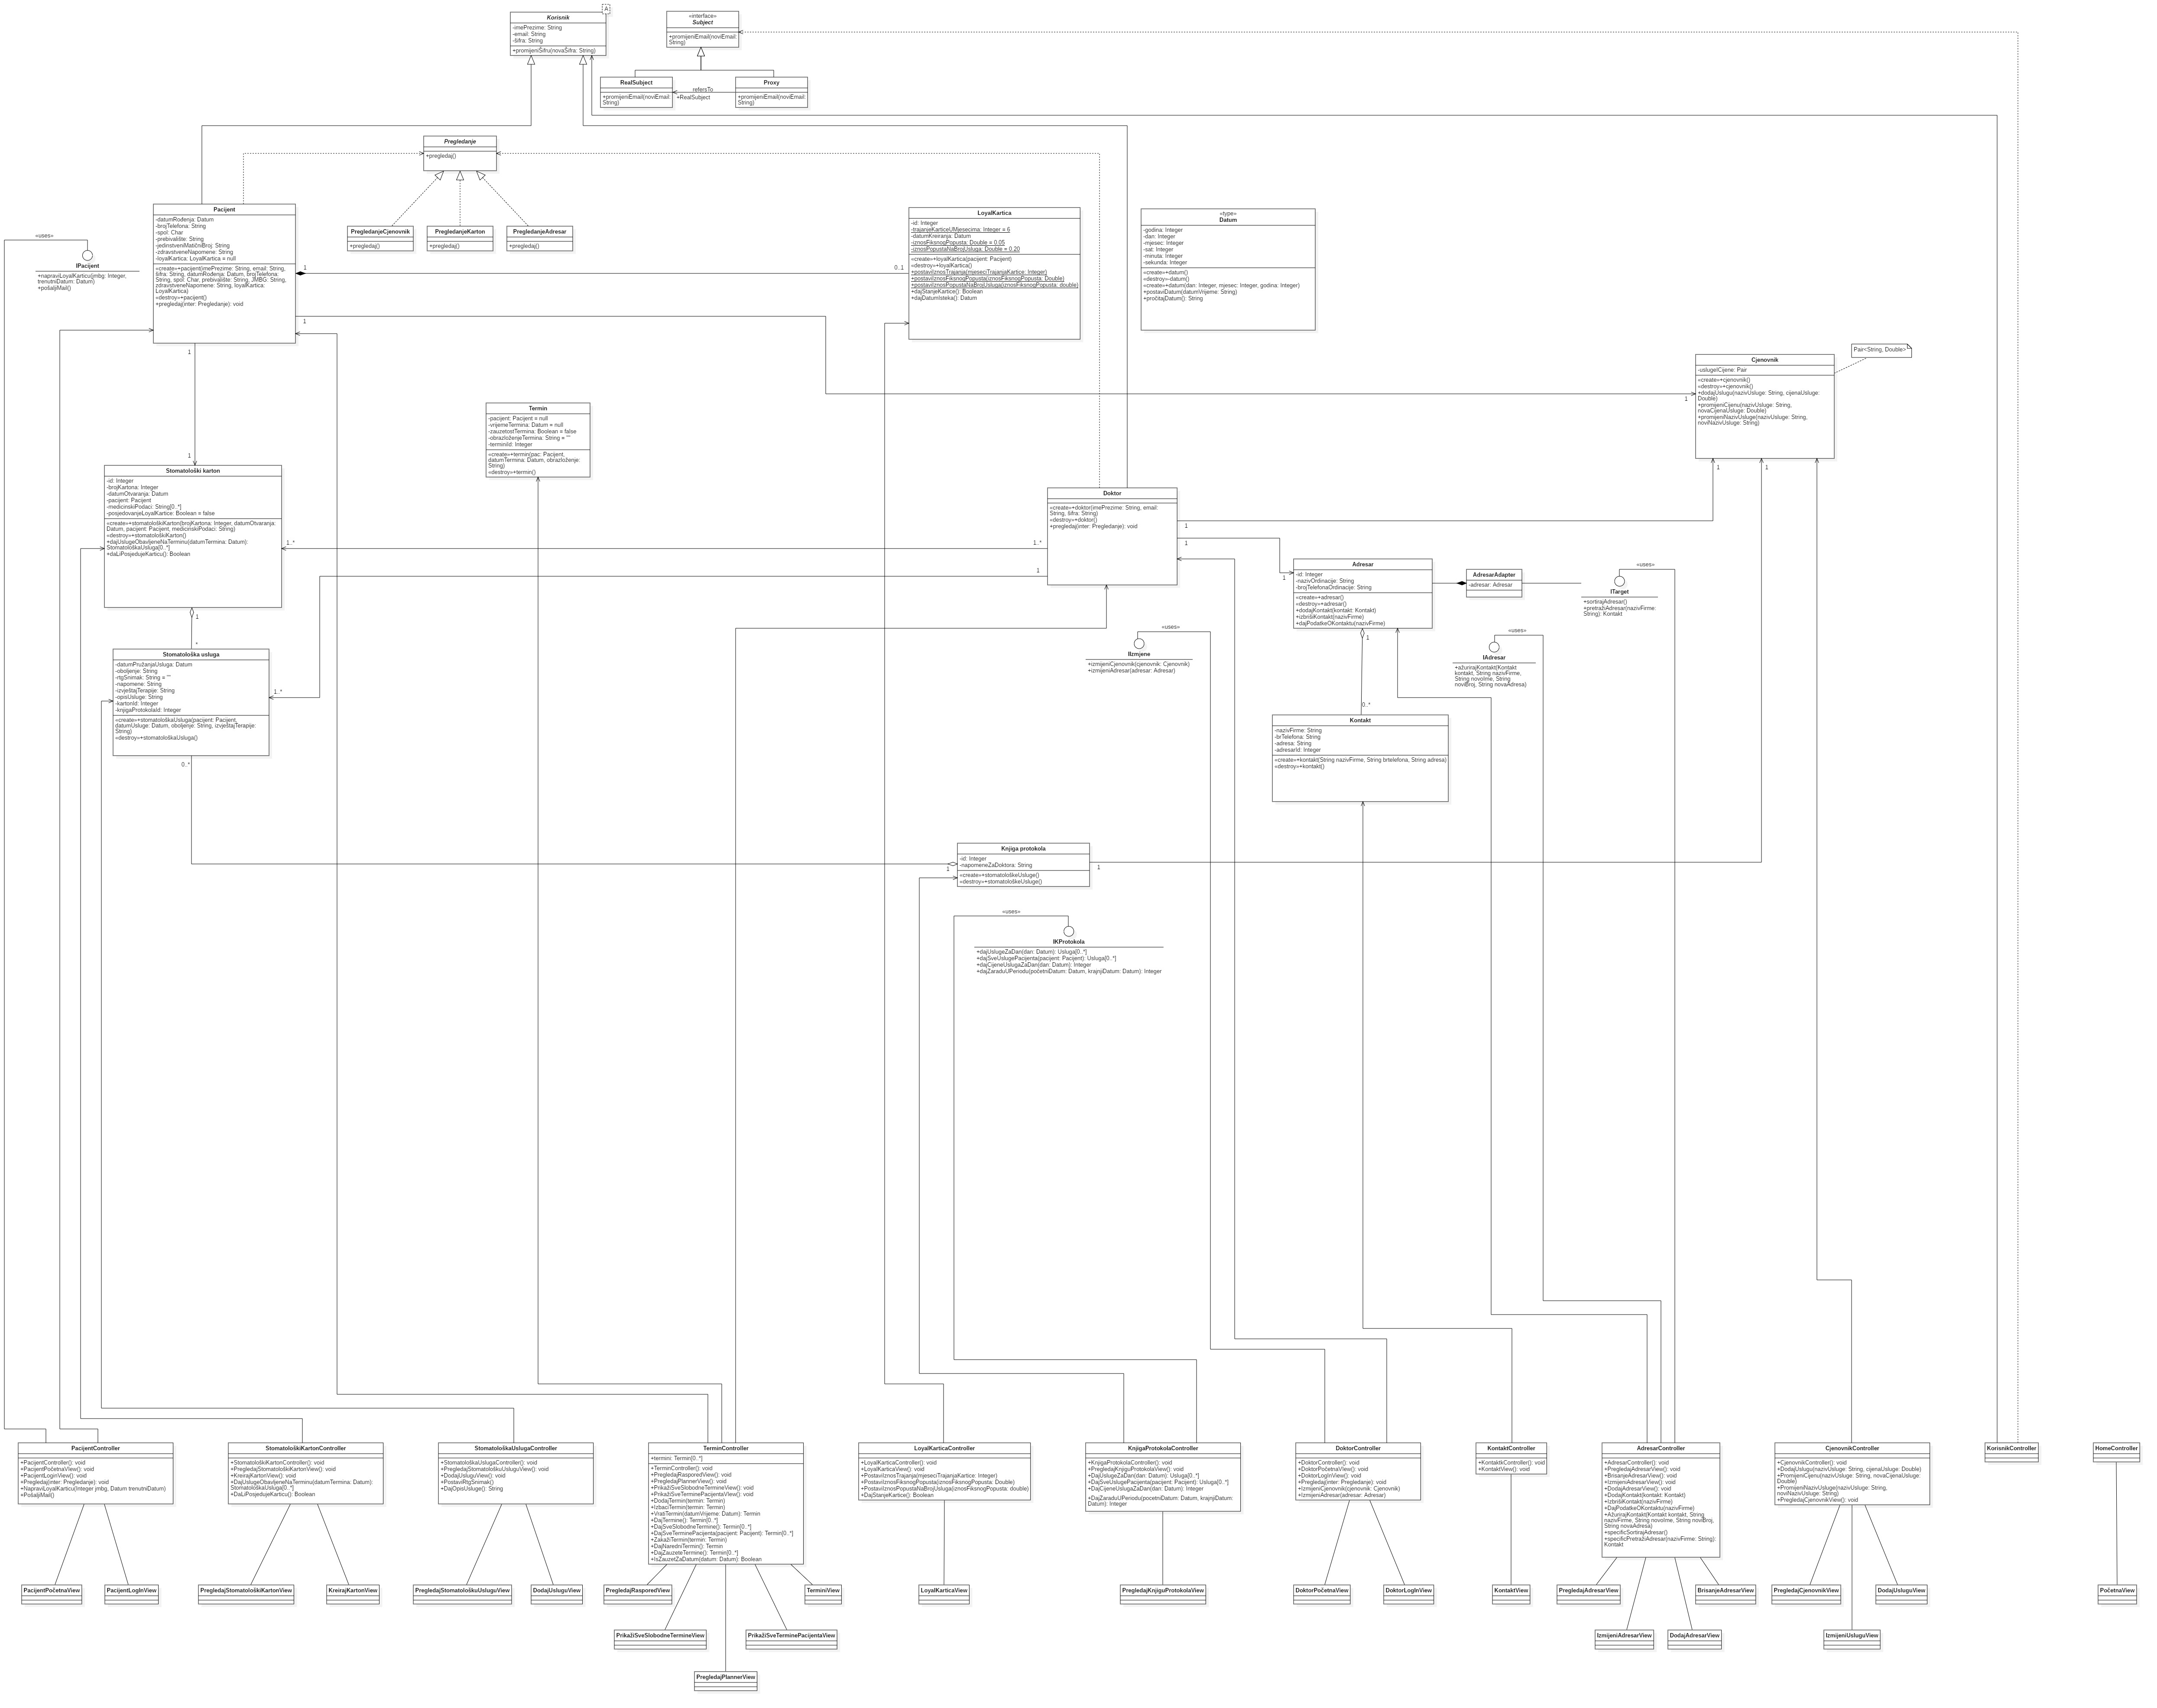 Korisnik
A
-imePrezime: String
-email: String
-šifra: String
+promijeniŠifru(novaŠifra: String)
«interface»
Subject
+promijeniEmail(noviEmail:
String)
RealSubject
+promijeniEmail(noviEmail:
String)
refersTo
+RealSubject
Proxy
+promijeniEmail(noviEmail:
String)
Pregledanje
+pregledaj()
PregledanjeCjenovnik
+pregledaj()
PregledanjeKarton
+pregledaj()
PregledanjeAdresar
+pregledaj()
Pacijent
-datumRođenja: Datum
-brojTelefona: String
-spol: Char
-prebivalište: String
-jedinstveniMatičniBroj: String
-zdravstveneNapomene: String
-loyalKartica: LoyalKartica = null
«create»+pacijent(imePrezime: String, email: String,
šifra: String, datumRođenja: Datum, brojTelefona:
String, spol: Char, prebivalište: String, JMBG: String,
zdravstveneNapomene: String, loyalKartica:
LoyalKartica)
«destroy»+pacijent()
+pregledaj(inter: Pregledanje): void
«uses»
IPacijent
+napraviLoyalKarticu(jmbg: Integer,
trenutniDatum: Datum)
+pošaljiMail()
1
0..1
1
1
LoyalKartica
-id: Integer
-trajanjeKarticeUMjesecima: Integer = 6
-datumKreiranja: Datum
-iznosFiksnogPopusta: Double = 0.05
-iznosPopustaNaBrojUsluga: Double = 0.20
«create»+loyalKartica(pacijent: Pacijent)
«destroy»+loyalKartica()
+postaviIznosTrajanja(mjeseciTrajanjaKartice: Integer)
+postaviIznosFiksnogPopusta(iznosFiksnogPopusta: Double)
+postaviIznosPopustaNaBrojUsluga(iznosFiksnogPopusta: double)
+dajStanjeKartice(): Boolean
+dajDatumIsteka(): Datum
«type»
Datum
-godina: Integer
-dan: Integer
-mjesec: Integer
-sat: Integer
-minuta: Integer
-sekunda: Integer
«create»+datum()
«destroy»-datum()
«create»+datum(dan: Integer, mjesec: Integer, godina: Integer)
+postaviDatum(datumVrijeme: String)
+pročitajDatum(): String
Pair<String, Double>
Cjenovnik
-uslugeICijene: Pair
«create»+cjenovnik()
«destroy»+cjenovnik()
+dodajUslugu(nazivUsluge: String, cijenaUsluge:
Double)
+promijeniCijenu(nazivUsluge: String,
novaCijenaUsluge: Double)
+promijeniNazivUsluge(nazivUsluge: String,
noviNazivUsluge: String)
1
1
1
Termin
-pacijent: Pacijent = null
-vrijemeTermina: Datum = null
-zauzetostTermina: Boolean = false
-obrazloženjeTermina: String = ""
-terminId: Integer
«create»+termin(pac: Pacijent,
datumTermina: Datum, obrazloženje:
String)
«destroy»+termin()
1
Stomatološki karton
-id: Integer
-brojKartona: Integer
-datumOtvaranja: Datum
-pacijent: Pacijent
-medicinskiPodaci: String[0..*]
-posjedovanjeLoyalKartice: Boolean = false
«create»+stomatološkiKarton(brojKartona: Integer, datumOtvaranja:
Datum, pacijent: Pacijent, medicinskiPodaci: String)
«destroy»+stomatološkiKarton()
+dajUslugeObavljeneNaTerminu(datumTermina: Datum):
StomatološkaUsluga[0..*]
+daLiPosjedujeKarticu(): Boolean
1..*
1..*
1
1
1
Doktor
«create»+doktor(imePrezime: String, email:
String, šifra: String)
«destroy»+doktor()
+pregledaj(inter: Pregledanje): void
1
Adresar
-id: Integer
-nazivOrdinacije: String
-brojTelefonaOrdinacije: String
«create»+adresar()
«destroy»+adresar()
+dodajKontakt(kontakt: Kontakt)
+izbrišiKontakt(nazivFirme)
+dajPodatkeOKontaktu(nazivFirme)
AdresarAdapter
-adresar: Adresar
«uses»
ITarget
+sortirajAdresar()
+pretražiAdresar(nazivFirme:
String): Kontakt
«uses»
IIzmjene
+izmijeniCjenovnik(cjenovnik: Cjenovnik)
+izmijeniAdresar(adresar: Adresar)
«uses»
IAdresar
+ažurirajKontakt(Kontakt
kontakt, String nazivFirme,
String novoIme, String
noviBroj, String novaAdresa)
1
0..*
Kontakt
-nazivFirme: String
-brTelefona: String
-adresa: String
-adresarId: Integer
«create»+kontakt(String nazivFirme, String brtelefona, String adresa)
«destroy»+kontakt()
1
*
Stomatološka usluga
-datumPružanjaUsluga: Datum
-oboljenje: String
-rtgSnimak: String = ""
-napomene: String
-izvještajTerapije: String
-opisUsluge: String
-kartonId: Integer
-knjigaProtokolaId: Integer
«create»+stomatološkaUsluga(pacijent: Pacijent,
datumUsluge: Datum, oboljenje: String, izvještajTerapije:
String)
«destroy»+stomatološkaUsluga()
1..*
0..*
Knjiga protokola
-id: Integer
-napomeneZaDoktora: String
«create»+stomatološkeUsluge()
«destroy»+stomatološkeUsluge()
1
1
«uses»
IKProtokola
+dajUslugeZaDan(dan: Datum): Usluga[0..*]
+dajSveUslugePacijenta(pacijent: Pacijent): Usluga[0..*]
+dajCijeneUslugaZaDan(dan: Datum): Integer
+dajZaraduUPeriodu(početniDatum: Datum, krajnjiDatum: Datum): Integer
PacijentController
+PacijentController(): void
+PacijentPočetnaView(): void
+PacijentLoginView(): void
+Pregledaj(inter: Pregledanje): void
+NapraviLoyalKarticu(Integer jmbg, Datum trenutniDatum)
+PošaljiMail()
StomatološkiKartonController
+StomatološkiKartonController(): void
+PregledajStomatološkiKartonView(): void
+KreirajKartonView(): void
+DajUslugeObavljeneNaTerminu(datumTermina: Datum):
StomatološkaUsluga[0..*]
+DaLiPosjedujeKarticu(): Boolean
StomatološkaUslugaController
+StomatološkaUslugaController(): void
+PregledajStomatološkuUsluguView(): void
+DodajUsluguView(): void
+PostaviRtgSnimak()
+DajOpisUsluge(): String
TerminController
+termini: Termin[0..*]
+TerminController(): void
+PregledajRasporedView(): void
+PregledajPlannerView(): void
+PrikažiSveSlobodneTermineView(): void
+PrikažiSveTerminePacijentaView(): void
+DodajTermin(termin: Termin)
+IzbaciTermin(termin: Termin)
+VratiTermin(datumVrijeme: Datum): Termin
+DajTermine(): Termin[0..*]
+DajSveSlobodneTermine(): Termin[0..*]
+DajSveTerminePacijenta(pacijent: Pacijent): Termin[0..*]
+ZakažiTermin(termin: Termin)
+DajNaredniTermin(): Termin
+DajZauzeteTermine(): Termin[0..*]
+IsZauzetZaDatum(datum: Datum): Boolean
LoyalKarticaController
+LoyalKarticaController(): void
+LoyalKarticaView(): void
+PostaviIznosTrajanja(mjeseciTrajanjaKartice: Integer)
+PostaviIznosFiksnogPopusta(iznosFiksnogPopusta: Double)
+PostaviIznosPopustaNaBrojUsluga(iznosFiksnogPopusta: double)
+DajStanjeKartice(): Boolean
KnjigaProtokolaController
+KnjigaProtokolaController(): void
+PregledajKnjiguProtokolaView(): void
+DajUslugeZaDan(dan: Datum): Usluga[0..*]
+DajSveUslugePacijenta(pacijent: Pacijent): Usluga[0..*]
+DajCijeneUslugaZaDan(dan: Datum): Integer
+DajZaraduUPeriodu(pocetniDatum: Datum, krajnjiDatum:
Datum): Integer
DoktorController
+DoktorController(): void
+DoktorPočetnaView(): void
+DoktorLogInView(): void
+Pregledaj(inter: Pregledanje): void
+IzmijeniCjenovnik(cjenovnik: Cjenovnik)
+IzmijeniAdresar(adresar: Adresar)
KontaktController
+KontaktikController(): void
+KontaktView(): void
AdresarController
+AdresarController(): void
+PregledajAdresarView(): void
+BrisanjeAdresarView(): void
+IzmijeniAdresarView(): void
+DodajAdresarView(): void
+DodajKontakt(kontakt: Kontakt)
+IzbrišiKontakt(nazivFirme)
+DajPodatkeOKontaktu(nazivFirme)
+AžurirajKontakt(Kontakt kontakt, String
nazivFirme, String novoIme, String noviBroj,
String novaAdresa)
+specificSortirajAdresar()
+specificPretražiAdresar(nazivFirme: String):
Kontakt
CjenovnikController
+CjenovnikController(): void
+DodajUslugu(nazivUsluge: String, cijenaUsluge: Double)
+PromijeniCijenu(nazivUsluge: String, novaCijenaUsluge:
Double)
+PromijeniNazivUsluge(nazivUsluge: String,
noviNazivUsluge: String)
+PregledajCjenovnikView(): void
KorisnikController
HomeController
PacijentPočetnaView
PacijentLogInView
PregledajStomatološkiKartonView
KreirajKartonView
PregledajStomatološkuUsluguView
DodajUsluguView
PregledajRasporedView
TerminiView
LoyalKarticaView
PregledajKnjiguProtokolaView
DoktorPočetnaView
DoktorLogInView
KontaktView
PregledajAdresarView
BrisanjeAdresarView
PregledajCjenovnikView
DodajUsluguView
PočetnaView
PrikažiSveSlobodneTermineView
PrikažiSveTerminePacijentaView
IzmijeniAdresarView
DodajAdresarView
IzmijeniUsluguView
PregledajPlannerView